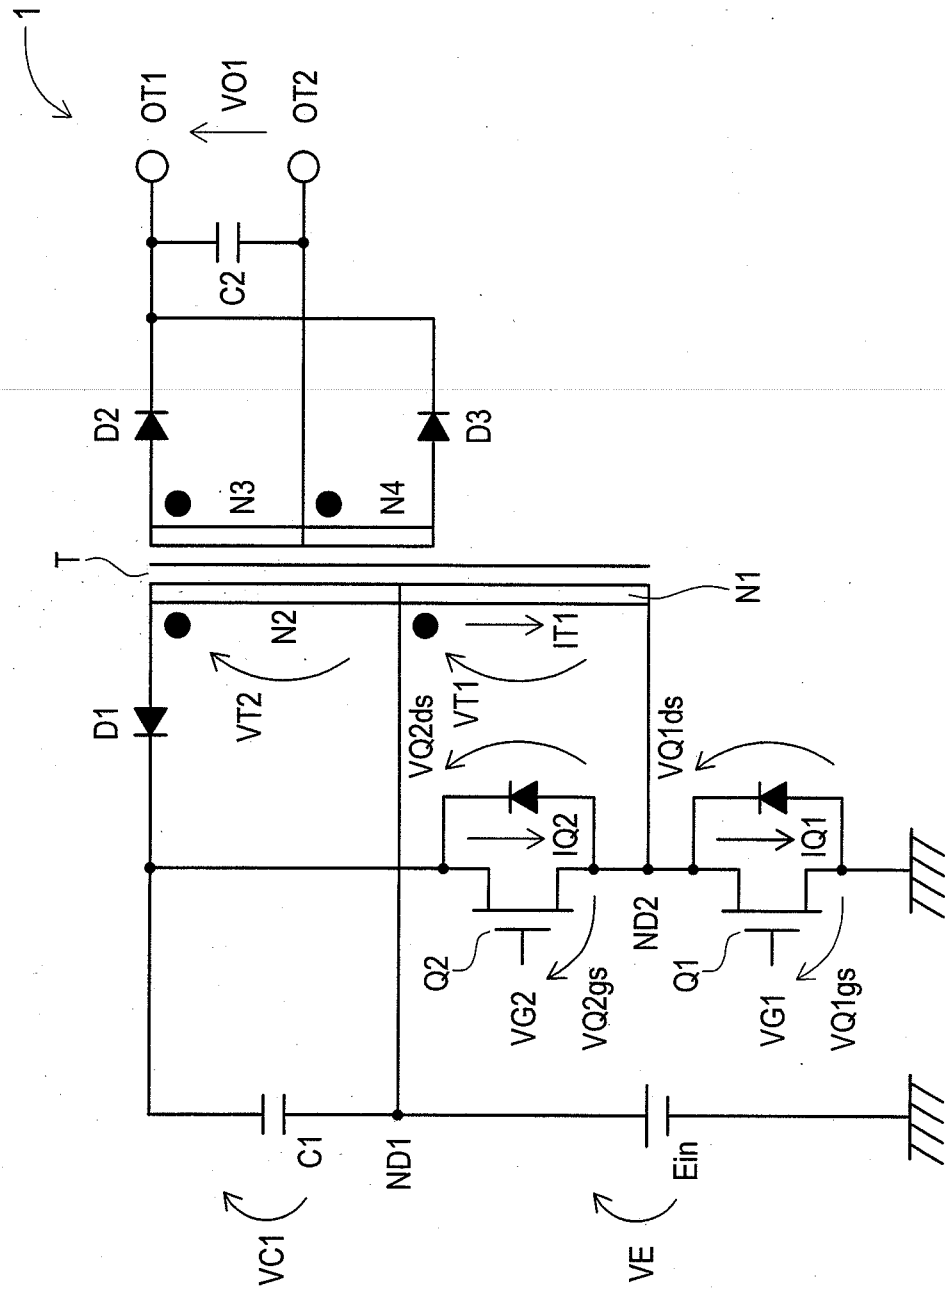 1
OT1
VO1
OT2
C2
D2
D3
N3
N4
T
N1
N2
IT1
VT2
VT1
D1
VQ2ds
VQ1ds
IQ2
IQ1
ND2
Q2
Q1
VG2
VQ2gs
VG1
VQ1gs
C1
ND1
Ein
VC1
VE